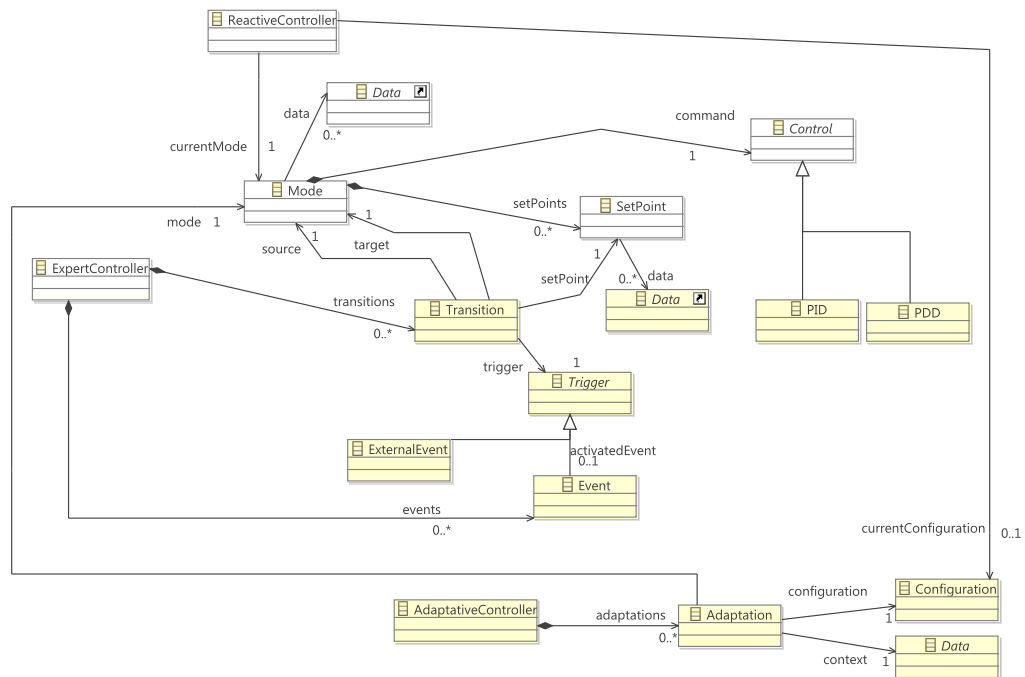 ReactiveController
Data
data
0..*
command
Control
currentMode
1
1
Mode
setPoints
0..*
SetPoint
mode
1
1
1
source
target
1
ExpertController
setPoint
0..*
data
transitions
0..*
Transition
Data
PID
PDD
trigger
1
Trigger
ExternalEvent
activatedEvent
0..1
Event
events
0..*
currentConfiguration
0..1
configuration
1
Configuration
AdaptativeController
adaptations
0..*
Adaptation
context
1
Data